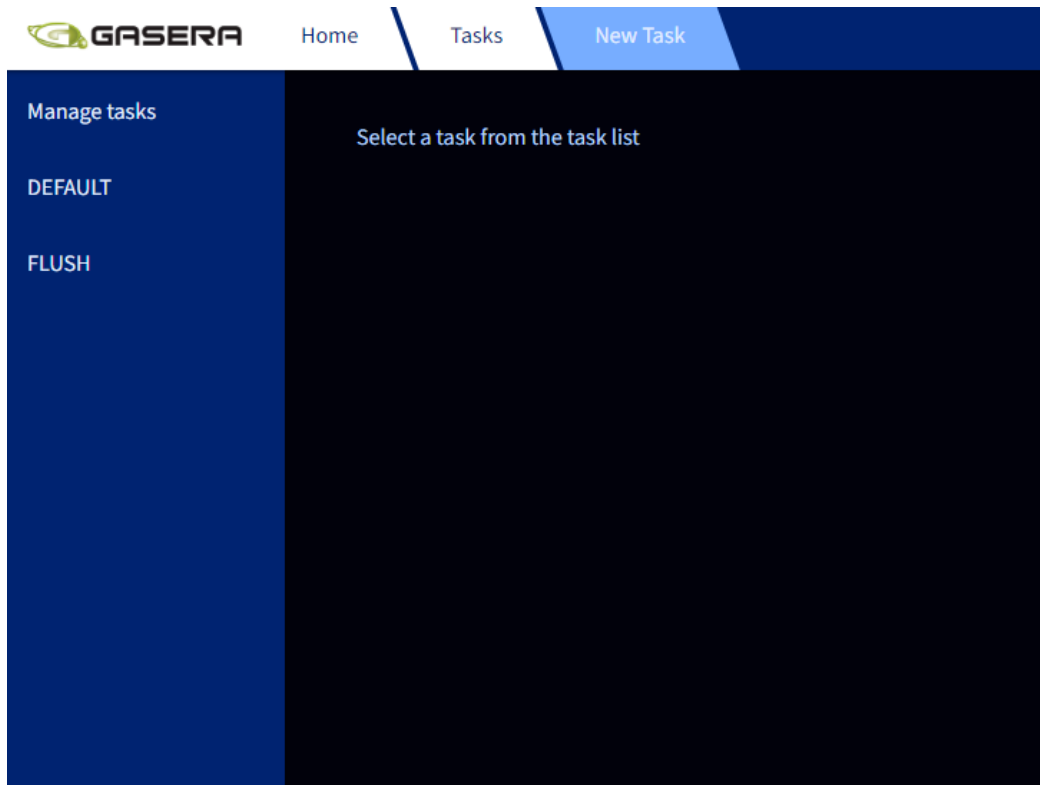 GASERA Home Tasks New Task
Manage tasks
Select a task from the task list
DEFAULT
FLUSH